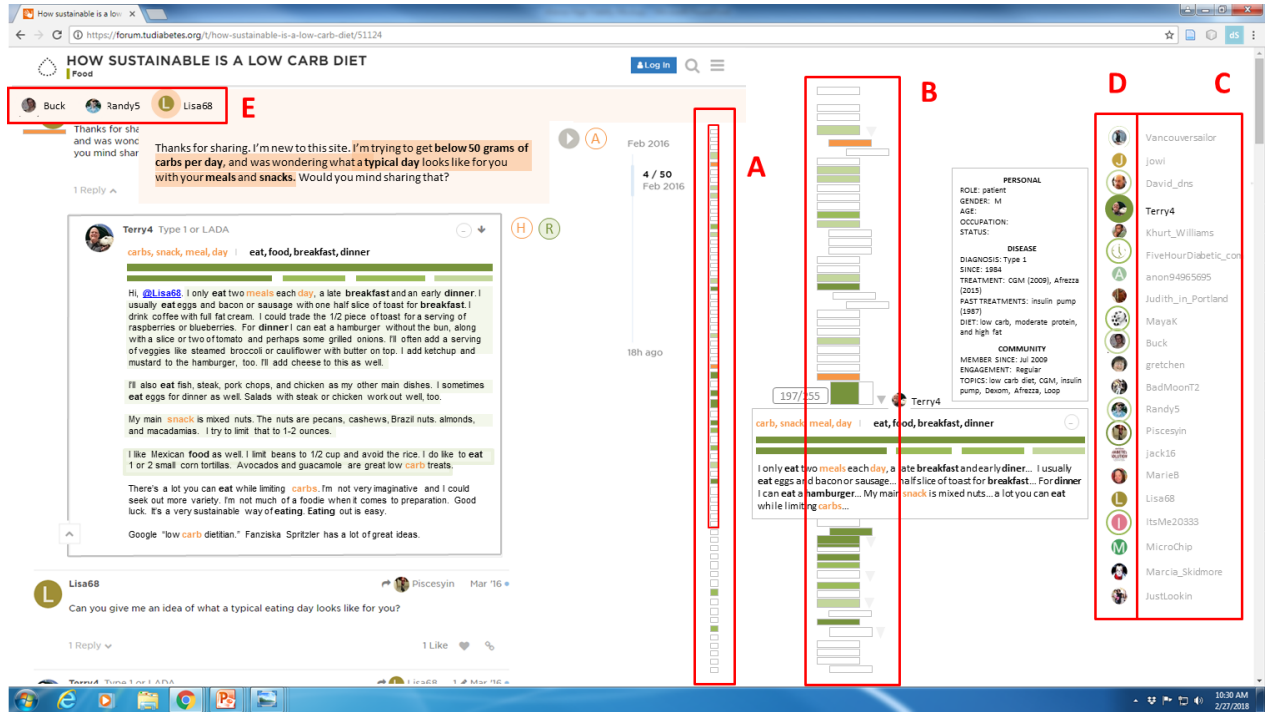 How sustainable is a low
https://forum.tudiabetes.org/t/how-sustainable-is-a-low-carb-diet/51124
dS
HOW SUSTAINABLE IS A LOW CARB DIET
Food
Log In
Buck
Randy5
L
Lisa68
E
Thanks for sha
and was wond
you mind shar
1 Reply
Thanks for sharing. I'm new to this site. I'm trying to get below 50 grams of
carbs per day, and was wondering what a typical day looks like for you
with your meals and snacks. Would you mind sharing that?
A
Feb 2016
4 / 50
Feb 2016
18h ago
Terry4 Type 1 or LADA
H
R
carbs, snack, meal, day | eat, food, breakfast, dinner
Hi, @Lisa68. I only eat two meals each day, a late breakfast and an early dinner. I
usually eat eggs and bacon or sausage with one half slice of toast for breakfast. I
drink coffee with full fat cream. I could trade the 1/2 piece of toast for a serving of
raspberries or blueberries. For dinner I can eat a hamburger without the bun, along
with a slice or two of tomato and perhaps some grilled onions. I'll often add a serving
of veggies like steamed broccoli or cauliflower with butter on top. I add ketchup and
mustard to the hamburger, too. I'll add cheese to this as well.
I'll also eat fish, steak, pork chops, and chicken as my other main dishes. I sometimes
eat eggs for dinner as well. Salads with steak or chicken work out well, too.
My main snack is mixed nuts. The nuts are pecans, cashews, Brazil nuts, almonds,
and macadamias. I try to limit that to 1-2 ounces.
I like Mexican food as well. I limit beans to 1/2 cup and avoid the rice. I do like to eat
1 or 2 small corn tortillas. Avocados and guacamole are great low carb treats.
There's a lot you can eat while limiting carbs. I'm not very imaginative and I could
seek out more variety. I'm not much of a foodie when it comes to preparation. Good
luck. It's a very sustainable way of eating. Eating out is easy.
Google "low carb dietitian." Fanziska Spritzler has a lot of great ideas.
L
Lisa68
Piscesyin Mar '16
Can you give me an idea of what a typical eating day looks like for you?
1 Reply
1 Like
Terry4 Type 1 or LADA
Lisa68 1 Mar '16
A
B
197/255
Terry4
carb, snack, meal, day | eat, food, breakfast, dinner
I only eat two meals each day, a late breakfast and early diner... I usually
eat eggs and bacon or sausage... half slice of toast for breakfast... For dinner
I can eat a hamburger... My main snack is mixed nuts... a lot you can eat
while limiting carbs...
PERSONAL
ROLE: patient
GENDER: M
AGE:
OCCUPATION:
STATUS:
DISEASE
DIAGNOSIS: Type 1
SINCE: 1984
TREATMENT: CGM (2009), Afrezza
(2015)
PAST TREATMENTS: insulin pump
(1987)
DIET: low carb, moderate protein,
and high fat
COMMUNITY
MEMBER SINCE: Jul 2009
ENGAGEMENT: Regular
TOPICS: low carb diet, CGM, insulin
pump, Dexom, Afrezza, Loop
D
C
Vancouversailor
J
jowi
David_dns
Terry4
Khurt_Williams
FiveHourDiabetic_con
A
anon94965695
Judith_in_Portland
MayaK
Buck
gretchen
BadMoonT2
Randy5
Piscesyin
jack16
MarieB
L
Lisa68
I
ItsMe20333
M
MicroChip
Marcia_Skidmore
JustLookin
10:30 AM
2/27/2018